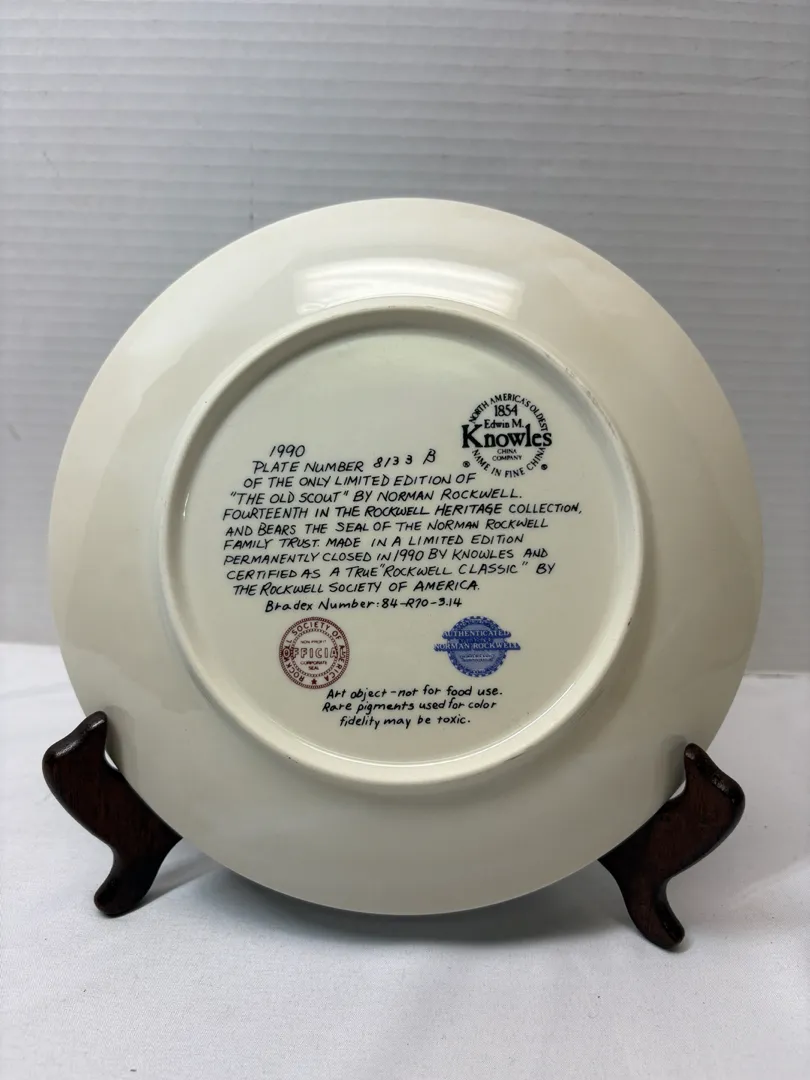 NORTH AMERICA'S OLDEST
1854
Edwin M.
Knowles
CHINA
COMPANY
NAME IN FINE CHINA
1990
PLATE NUMBER 8133 B
OF THE ONLY LIMITED EDITION OF
"THE OLD SCOUT" BY NORMAN ROCKWELL.
FOURTEENTH IN THE ROCKWELL HERITAGE COLLECTION,
AND BEARS THE SEAL OF THE NORMAN ROCKWELL
FAMILY TRUST. MADE IN A LIMITED EDITION
PERMANENTLY CLOSED IN 1990 BY KNOWLES AND
CERTIFIED AS A TRUE "ROCKWELL CLASSIC" BY
THE ROCKWELL SOCIETY OF AMERICA.
Bradex Number: 84-R70-3.14
ROCKWELL SOCIETY OF AMERICA
NON-PROFIT
OFFICIAL
CORPORATE
SEAL
AUTHENTICATED
NORMAN ROCKWELL
Art object - not for food use.
Rare pigments used for color
fidelity may be toxic.